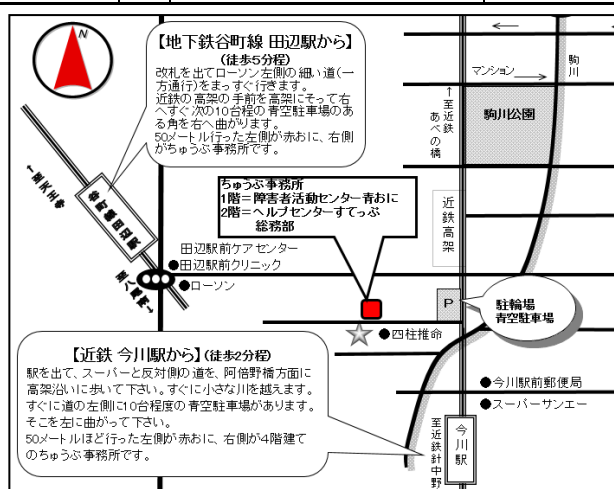 N
【地下鉄谷町線 田辺駅から】
(徒歩5分程)
改札を出てローソン左側の細い道(一
方通行)をまっすぐ行きます。
近鉄の高架の手前を高架にそって右
へすぐ次の10台程の青空駐車場のあ
る角を右へ曲がります。
50メートル行った左側が赤おに、右側
がちゅうぶ事務所です。
マンション
駒川
駒川公園
↑至近鉄あべの橋
近鉄高架
↑至天王寺
谷町線田辺駅
至八尾南↓
ちゅうぶ事務所
1階＝障害者活動センター青おに
2階＝ヘルプセンターすてっぷ
総務部
田辺駅前ケアセンター
●田辺駅前クリニック
●ローソン
P
駐輪場
青空駐車場
●四柱推命
【近鉄 今川駅から】(徒歩2分程)
駅を出て、スーパーと反対側の道を、阿倍野橋方面に
高架沿いに歩いて下さい。すぐに小さな川を越えます。
すぐに道の左側に10台程度の青空駐車場があります。
そこを左に曲がって下さい。
50メートルほど行った左側が赤おに、右側が4階建て
のちゅうぶ事務所です。
●今川駅前郵便局
●スーパーサンエー
今川駅
至近鉄針中野